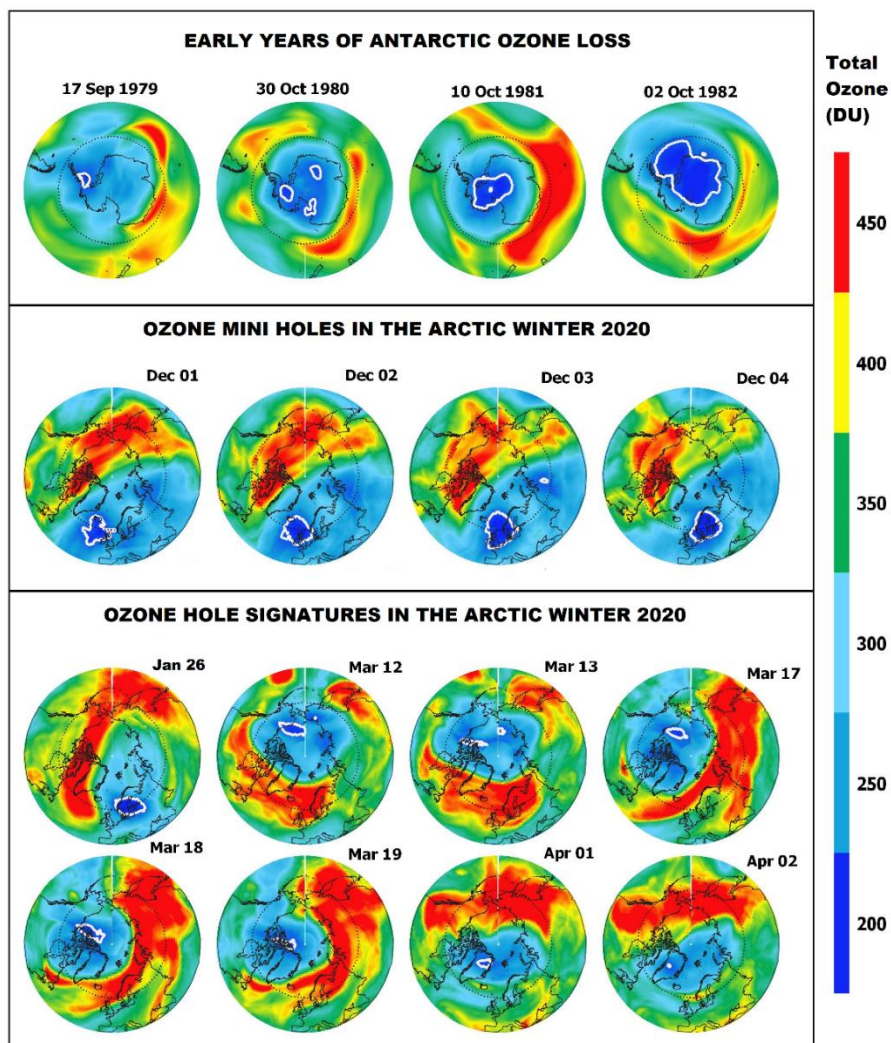 EARLY YEARS OF ANTARCTIC OZONE LOSS
17 Sep 1979
30 Oct 1980
10 Oct 1981
02 Oct 1982
OZONE MINI HOLES IN THE ARCTIC WINTER 2020
Dec 01
Dec 02
Dec 03
Dec 04
OZONE HOLE SIGNATURES IN THE ARCTIC WINTER 2020
Jan 26
Mar 12
Mar 13
Mar 17
Mar 18
Mar 19
Apr 01
Apr 02
Total
Ozone
(DU)
450
400
350
300
250
200